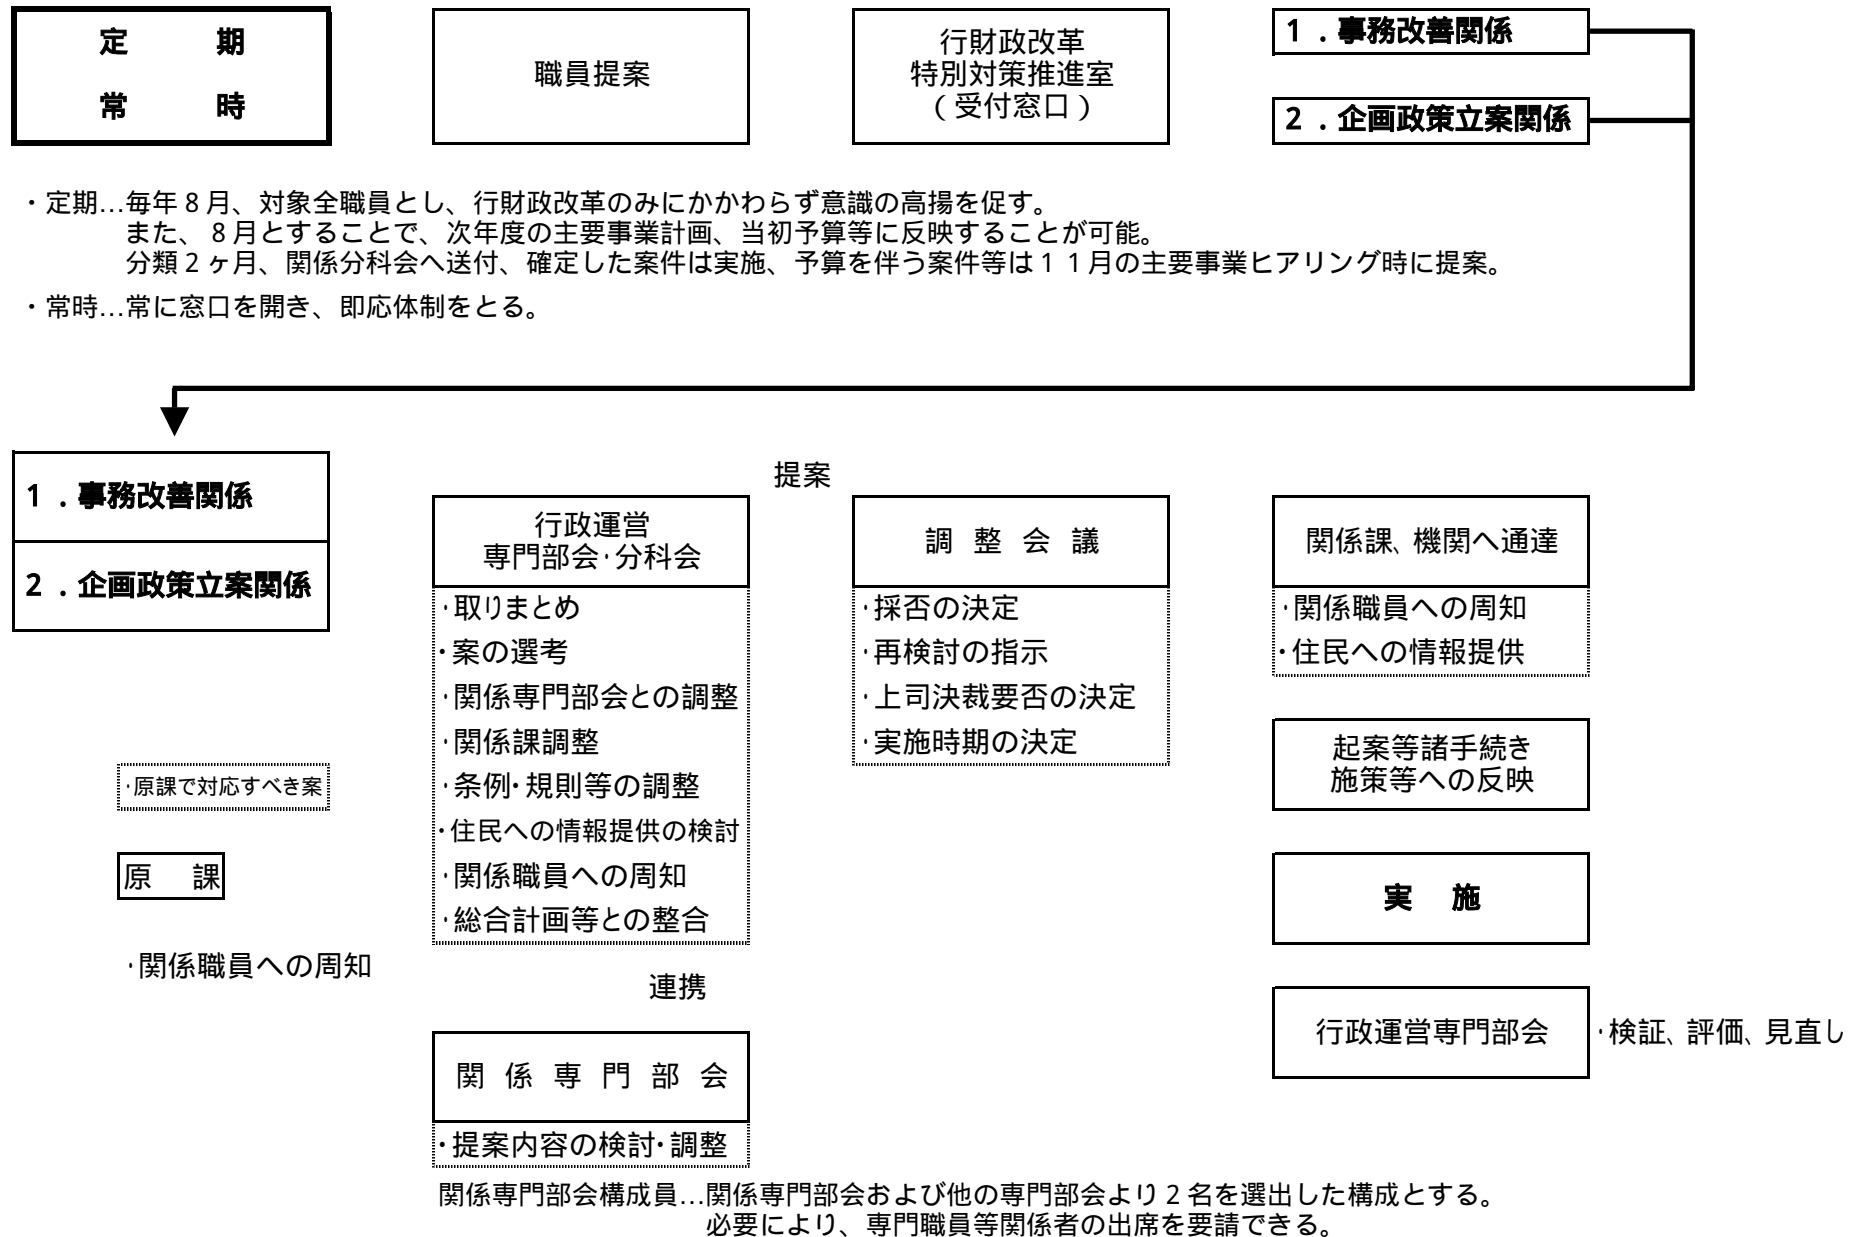 定　　　期
常　　　時
職員提案
行財政改革
特別対策推進室
（受付窓口）
１．事務改善関係
２．企画政策立案関係
・定期…毎年８月、対象全職員とし、行財政改革のみにかかわらず意識の高揚を促す。
また、８月とすることで、次年度の主要事業計画、当初予算等に反映することが可能。
分類２ヶ月、関係分科会へ送付、確定した案件は実施、予算を伴う案件等は１１月の主要事業ヒアリング時に提案。
・常時…常に窓口を開き、即応体制をとる。
１．事務改善関係
２．企画政策立案関係
・原課で対応すべき案
原　課
・関係職員への周知
提案
行政運営
専門部会・分科会
・取りまとめ
・案の選考
・関係専門部会との調整
・関係課調整
・条例・規則等の調整
・住民への情報提供の検討
・関係職員への周知
・総合計画等との整合
連携
関係専門部会
・提案内容の検討・調整
調整会議
・採否の決定
・再検討の指示
・上司決裁要否の決定
・実施時期の決定
関係課、機関へ通達
・関係職員への周知
・住民への情報提供
起案等諸手続き
施策等への反映
実　施
行政運営専門部会
・検証、評価、見直し
関係専門部会構成員…関係専門部会および他の専門部会より２名を選出した構成とする。
必要により、専門職員等関係者の出席を要請できる。